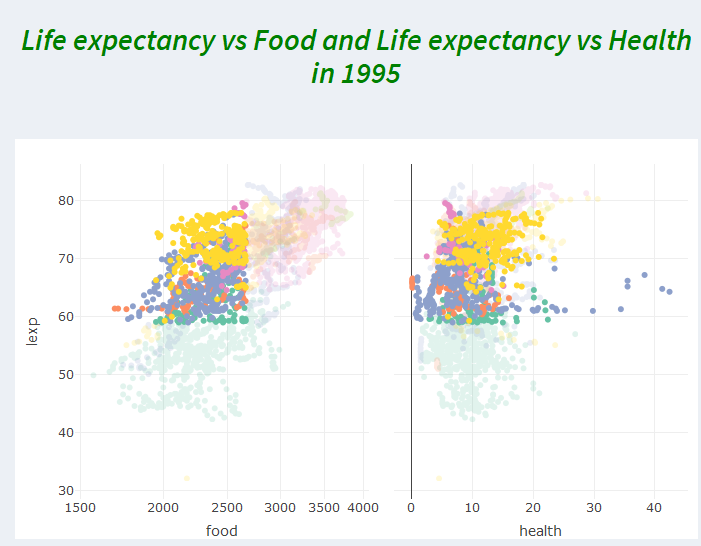 Life expectancy vs Food and Life expectancy vs Health
in 1995
80
70
60
50
40
30
lexp
1500 2000 2500 3000 3500 4000
food
0 10 20 30 40
health